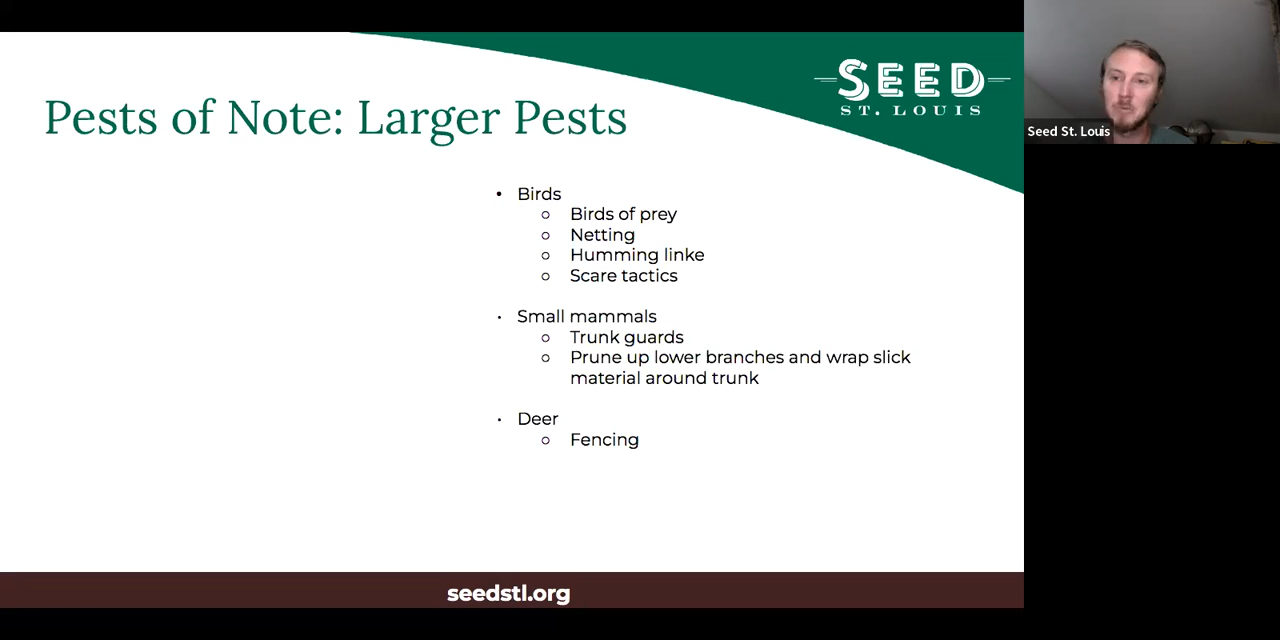 SEED
ST. LOUIS
Pests of Note: Larger Pests
Seed St. Louis
• Birds
o Birds of prey
o Netting
o Humming linke
o Scare tactics
• Small mammals
o Trunk guards
o Prune up lower branches and wrap slick
material around trunk
• Deer
o Fencing
seedstl.org